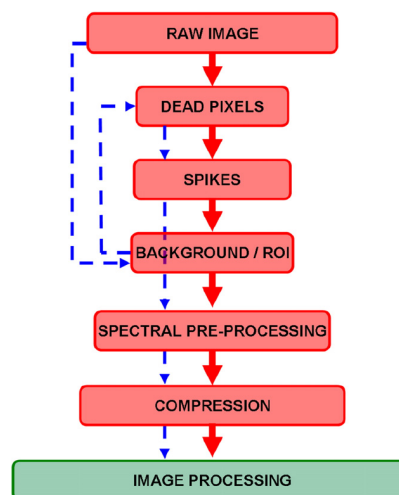 RAW IMAGE
DEAD PIXELS
SPIKES
BACKGROUND / ROI
SPECTRAL PRE-PROCESSING
COMPRESSION
IMAGE PROCESSING